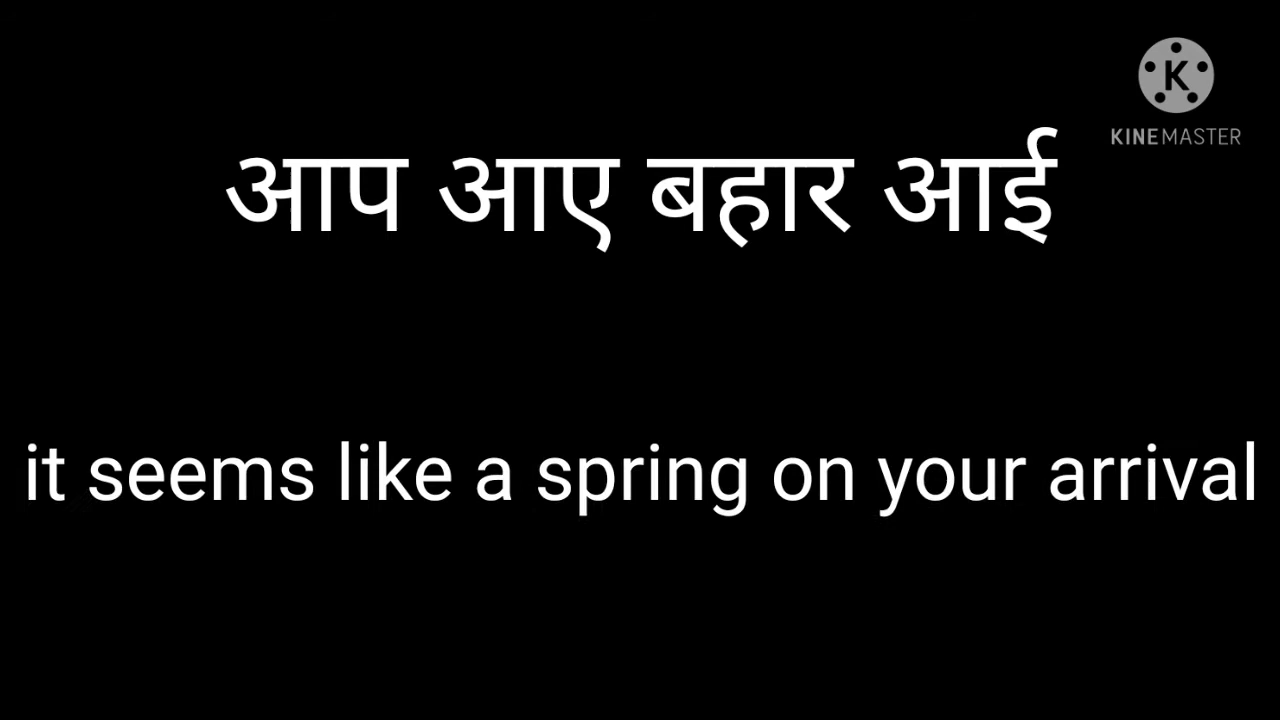 KINEMASTER
आप आए बहार आई
it seems like a spring on your arrival